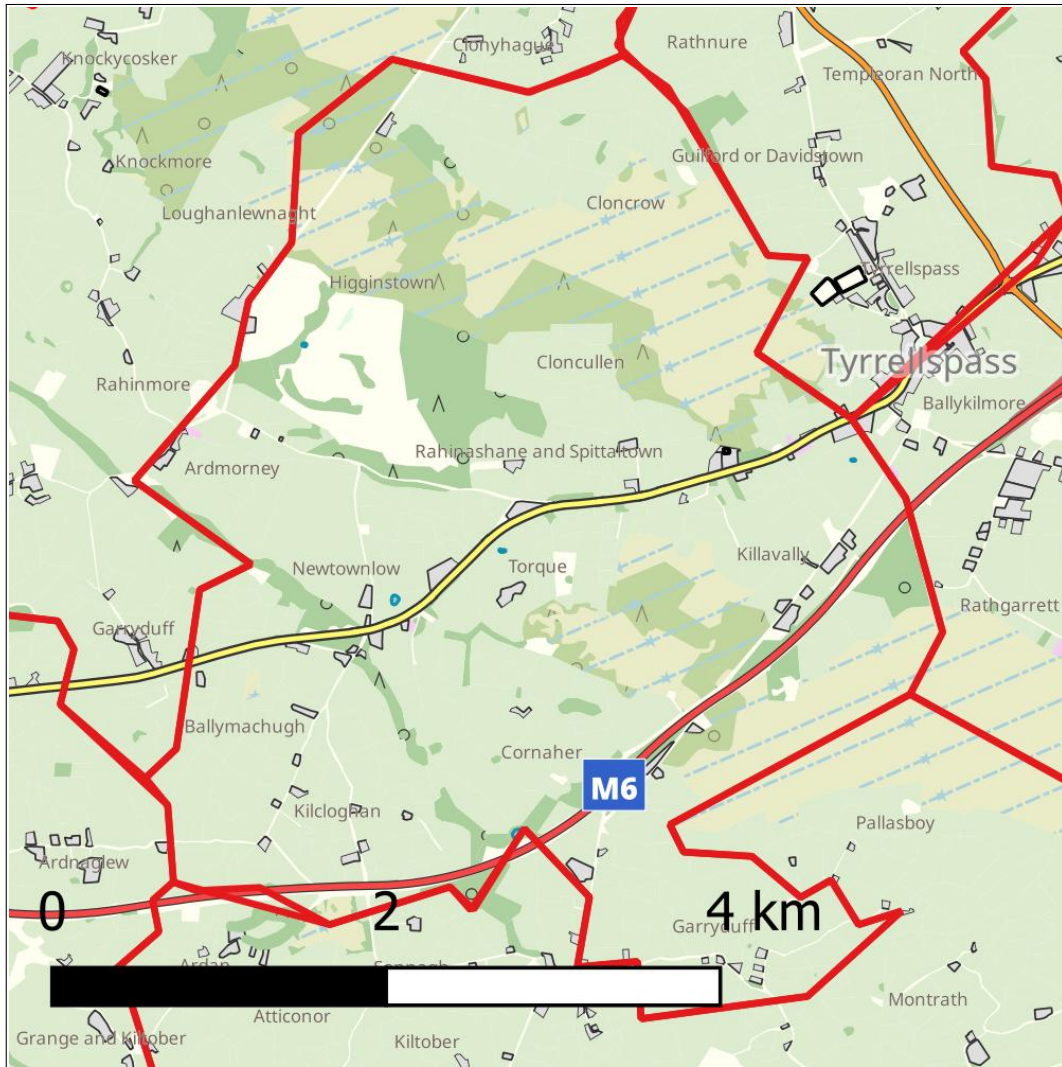 Clonyhague
Rathnure
Knockycosker
Templeoran North
Knockmore
Guilford or Davidstown
Loughanlewnaght
Cloncrow
Higginstown
Tyrrellspass
Cloncullen
Tyrrellspass
Rahinmore
Ballykilmore
Ardmorney
Rahinashane and Spittaltown
Newtownlow
Torque
Killavally
Rathgarrett
Garryduff
Ballymachugh
Cornaher
M6
Kilcloghan
Pallasboy
Ardnaglew
0 2 4 km
Garryduff
Ardan
Montrath
Atticonor
Grange and Kiltober
Kiltober